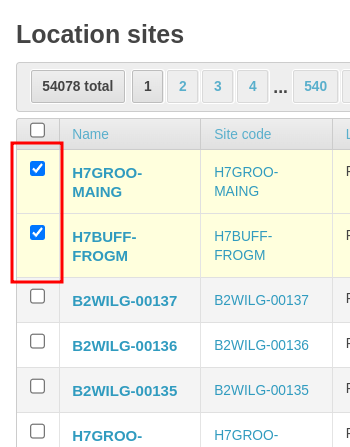 Location sites
54078 total 1 2 3 4 ... 540
Name Site code
H7GROO- H7GROO-
MAING MAING
H7BUFF- H7BUFF-
FROGM FROGM
B2WILG-00137 B2WILG-00137
B2WILG-00136 B2WILG-00136
B2WILG-00135 B2WILG-00135
H7GROO- H7GROO-